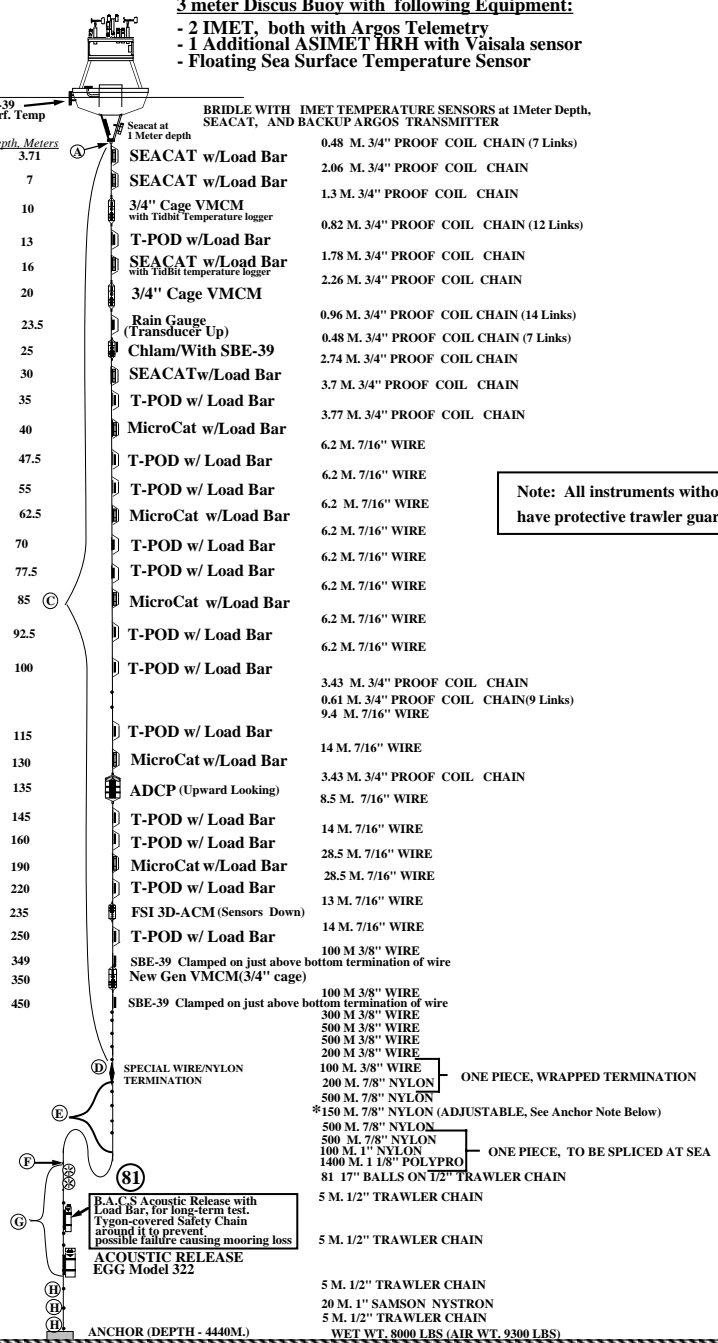 3 meter Discus Buoy with following Equipment:
- 2 IMET, both with Argos Telemetry
- 1 Additional ASIMET HRH with Vaisala sensor
- Floating Sea Surface Temperature Sensor
-39
rf. Temp
Seacat at
1 Meter depth
BRIDLE WITH IMET TEMPERATURE SENSORS at 1Meter Depth,
SEACAT, AND BACKUP ARGOS TRANSMITTER
epth, Meters
A
0.48 M. 3/4" PROOF COIL CHAIN (7 Links)
3.71 SEACAT w/Load Bar
2.06 M. 3/4" PROOF COIL CHAIN
7 SEACAT w/Load Bar
1.3 M. 3/4" PROOF COIL CHAIN
10 3/4" Cage VMCM
with Tidbit Temperature logger
0.82 M. 3/4" PROOF COIL CHAIN (12 Links)
13 T-POD w/Load Bar
1.78 M. 3/4" PROOF COIL CHAIN
16 SEACAT w/Load Bar
with TidBit temperature logger
2.26 M. 3/4" PROOF COIL CHAIN
20 3/4" Cage VMCM
0.96 M. 3/4" PROOF COIL CHAIN (14 Links)
23.5 Rain Gauge
(Transducer Up)
0.48 M. 3/4" PROOF COIL CHAIN (7 Links)
25 Chlam/With SBE-39
2.74 M. 3/4" PROOF COIL CHAIN
30 SEACATw/Load Bar
3.7 M. 3/4" PROOF COIL CHAIN
35 T-POD w/ Load Bar
3.77 M. 3/4" PROOF COIL CHAIN
40 MicroCat w/Load Bar
6.2 M. 7/16" WIRE
47.5 T-POD w/ Load Bar
6.2 M. 7/16" WIRE
55 T-POD w/ Load Bar
6.2 M. 7/16" WIRE
Note: All instruments witho
have protective trawler guar
62.5 MicroCat w/Load Bar
6.2 M. 7/16" WIRE
70 T-POD w/ Load Bar
6.2 M. 7/16" WIRE
77.5 T-POD w/ Load Bar
6.2 M. 7/16" WIRE
85 C MicroCat w/Load Bar
6.2 M. 7/16" WIRE
92.5 T-POD w/ Load Bar
6.2 M. 7/16" WIRE
100 T-POD w/ Load Bar
3.43 M. 3/4" PROOF COIL CHAIN
0.61 M. 3/4" PROOF COIL CHAIN(9 Links)
9.4 M. 7/16" WIRE
115 T-POD w/ Load Bar
14 M. 7/16" WIRE
130 MicroCat w/Load Bar
3.43 M. 3/4" PROOF COIL CHAIN
135 ADCP (Upward Looking)
8.5 M. 7/16" WIRE
145 T-POD w/ Load Bar
14 M. 7/16" WIRE
160 T-POD w/ Load Bar
28.5 M. 7/16" WIRE
190 MicroCat w/Load Bar
28.5 M. 7/16" WIRE
220 T-POD w/ Load Bar
13 M. 7/16" WIRE
235 FSI 3D-ACM (Sensors Down)
14 M. 7/16" WIRE
250 T-POD w/ Load Bar
100 M 3/8" WIRE
349 SBE-39 Clamped on just above bottom termination of wire
350 New Gen VMCM(3/4" cage)
100 M 3/8" WIRE
450 SBE-39 Clamped on just above bottom termination of wire
300 M 3/8" WIRE
500 M 3/8" WIRE
500 M 3/8" WIRE
200 M 3/8" WIRE
D SPECIAL WIRE/NYLON
TERMINATION
100 M. 3/8" WIRE
200 M. 7/8" NYLON
ONE PIECE, WRAPPED TERMINATION
500 M. 7/8" NYLON
E
*150 M. 7/8" NYLON (ADJUSTABLE, See Anchor Note Below)
500 M. 7/8" NYLON
500 M. 7/8" NYLON
100 M. 1" NYLON
1400 M. 1 1/8" POLYPRO
ONE PIECE, TO BE SPLICED AT SEA
F
81
81 17" BALLS ON 1/2" TRAWLER CHAIN
G
B.A.C.S Acoustic Release with
Load Bar, for long-term test.
Tygon-covered Safety Chain
around it to prevent
possible failure causing mooring loss
5 M. 1/2" TRAWLER CHAIN
5 M. 1/2" TRAWLER CHAIN
ACOUSTIC RELEASE
EGG Model 322
H
5 M. 1/2" TRAWLER CHAIN
H
20 M. 1" SAMSON NYSTRON
H
5 M. 1/2" TRAWLER CHAIN
ANCHOR (DEPTH - 4440M.)
WET WT. 8000 LBS (AIR WT. 9300 LBS)